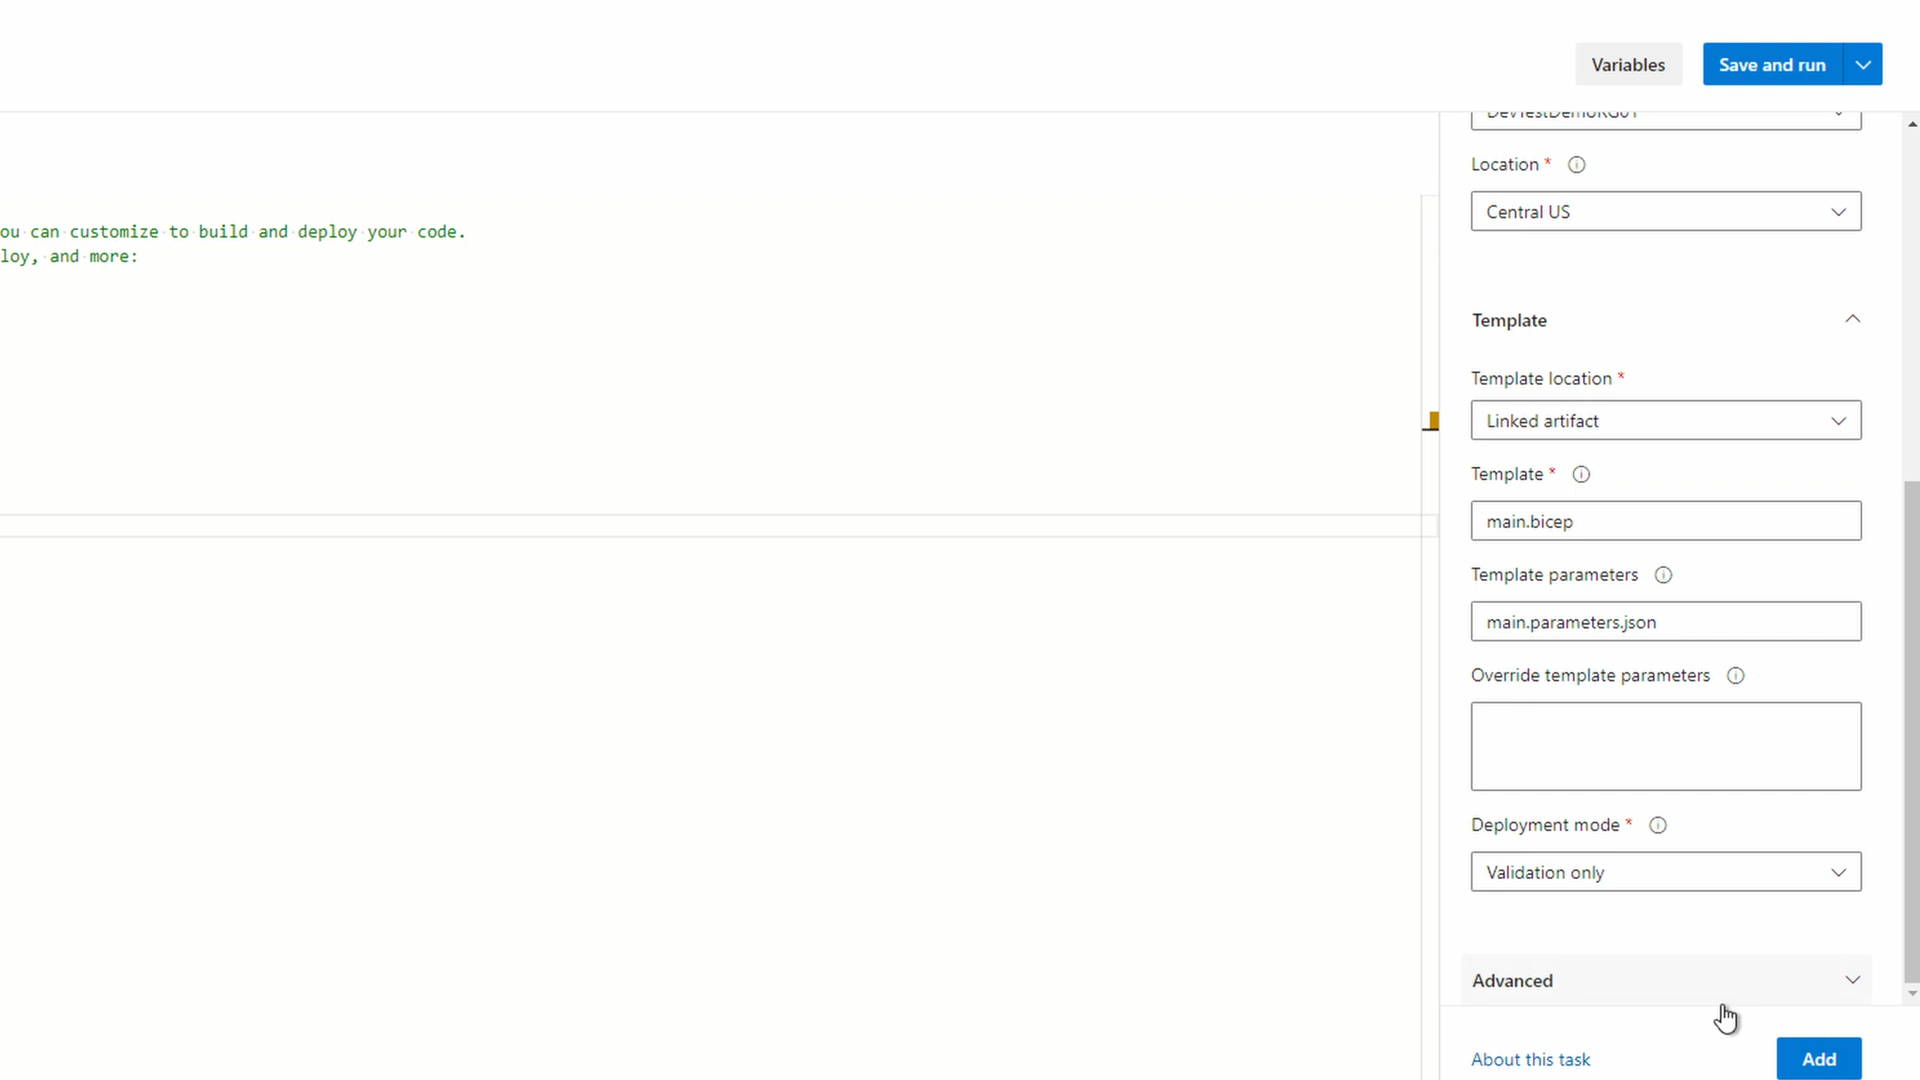 Variables
Save and run
DevTestDemoRG01
Location *
Central US
ou can customize to build and deploy your code.
loy, and more:
Template
Template location *
Linked artifact
Template *
main.bicep
Template parameters
main.parameters.json
Override template parameters
Deployment mode *
Validation only
Advanced
About this task
Add